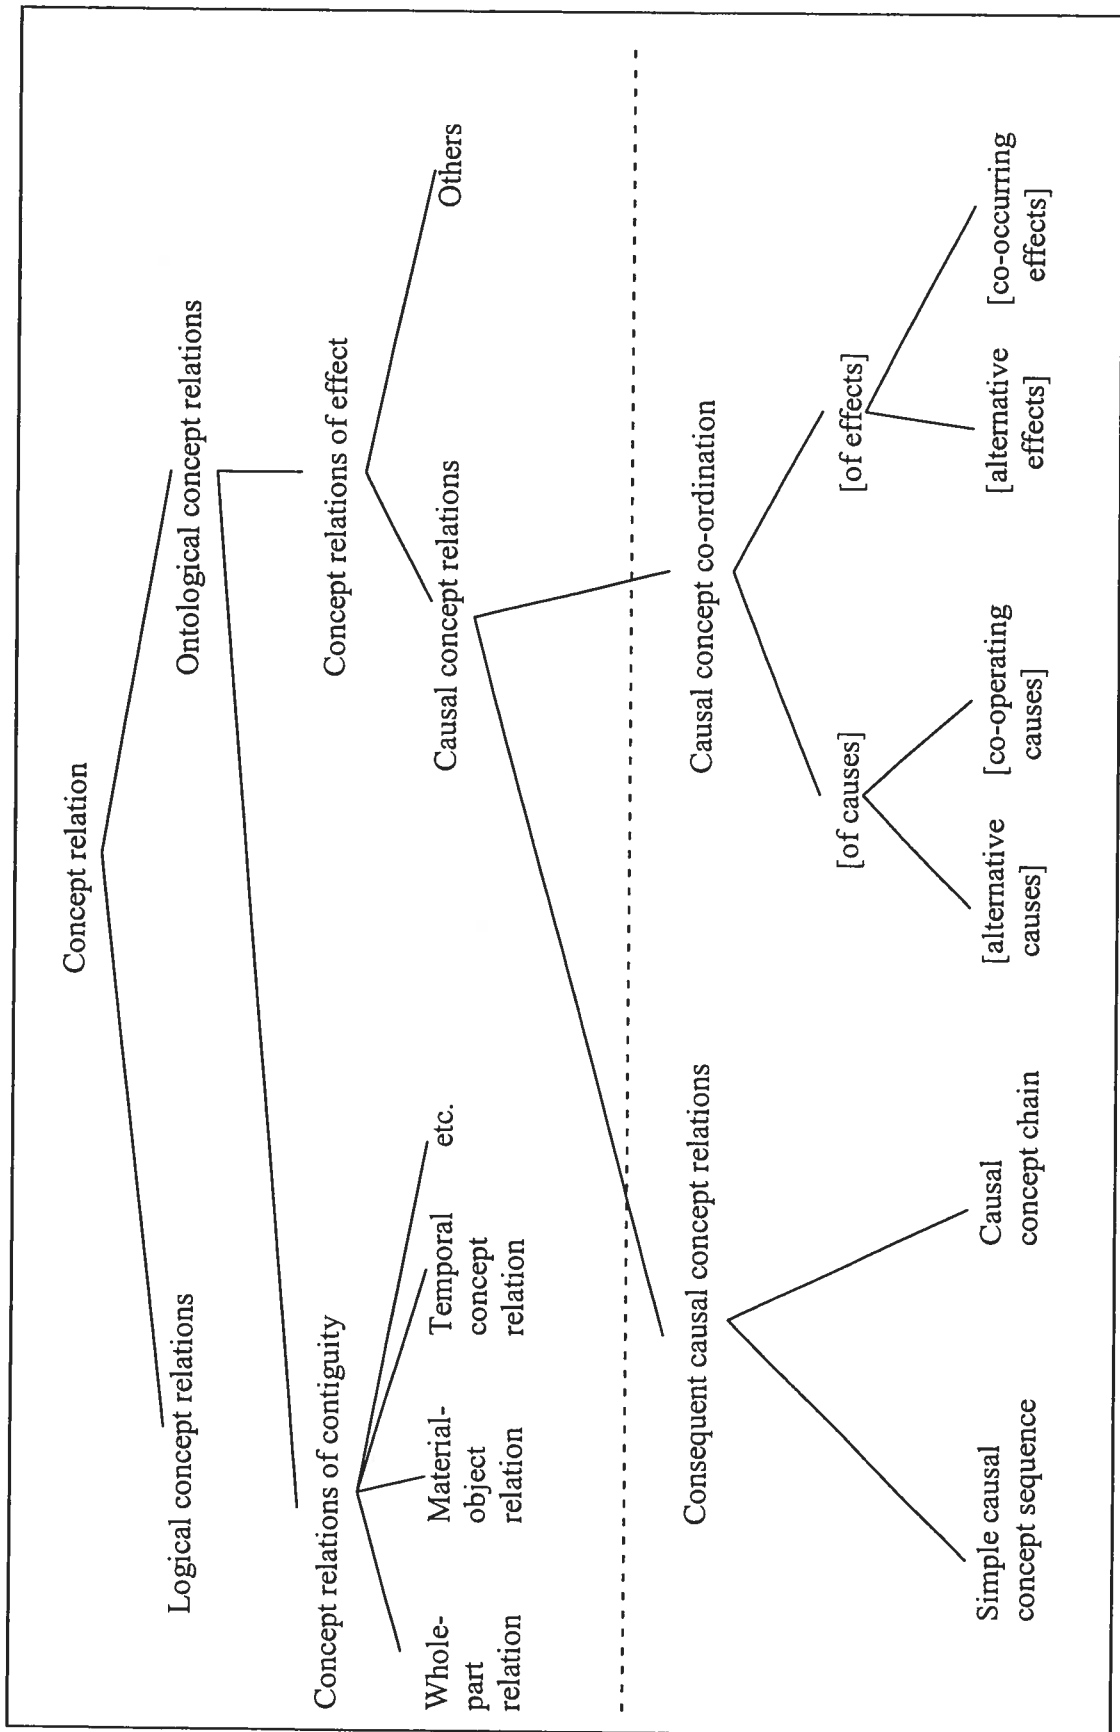 Concept relation
Logical concept relations
Ontological concept relations
Concept relations of contiguity
Concept relations of effect
Whole-
part
relation
Material-
object
relation
Temporal
concept
relation
etc.
Causal concept relations
Others
Consequent causal concept relations
Causal concept co-ordination
[of causes]
[of effects]
Simple causal
concept sequence
Causal
concept chain
[alternative
causes]
[co-operating
causes]
[alternative
effects]
[co-occurring
effects]